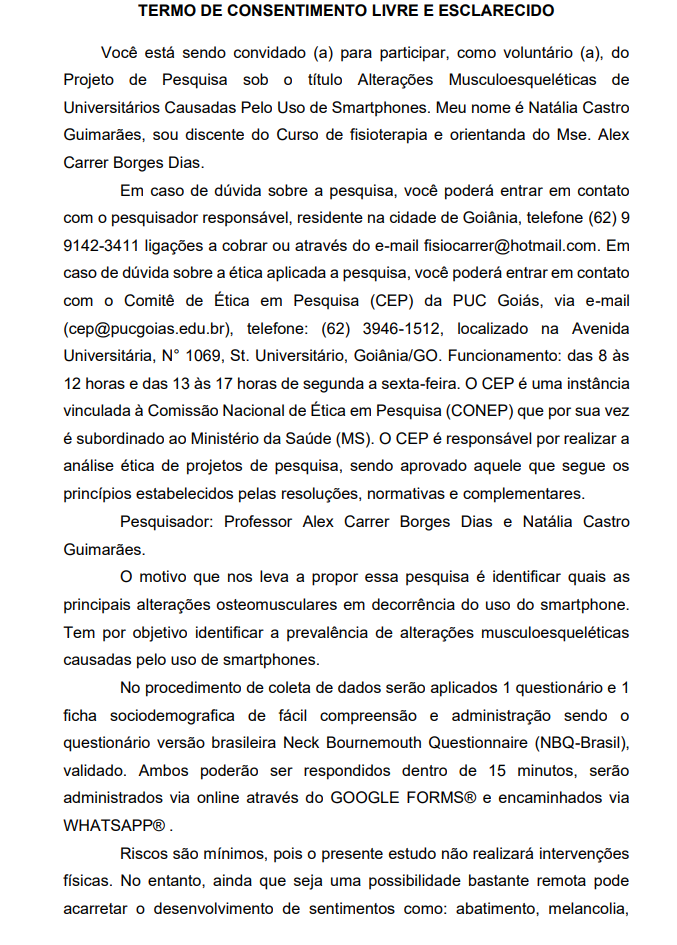 TERMO DE CONSENTIMENTO LIVRE E ESCLARECIDO
Você está sendo convidado (a) para participar, como voluntário (a), do
Projeto de Pesquisa sob o título Alterações Musculoesqueléticas de
Universitários Causadas Pelo Uso de Smartphones. Meu nome é Natália Castro
Guimarães, sou discente do Curso de fisioterapia e orientanda do Mse. Alex
Carrer Borges Dias.
Em caso de dúvida sobre a pesquisa, você poderá entrar em contato
com o pesquisador responsável, residente na cidade de Goiânia, telefone (62) 9
9142-3411 ligações a cobrar ou através do e-mail fisiocarrer@hotmail.com. Em
caso de dúvida sobre a ética aplicada a pesquisa, você poderá entrar em contato
com o Comitê de Ética em Pesquisa (CEP) da PUC Goiás, via e-mail
(cep@pucgoias.edu.br), telefone: (62) 3946-1512, localizado na Avenida
Universitária, N° 1069, St. Universitário, Goiânia/GO. Funcionamento: das 8 às
12 horas e das 13 às 17 horas de segunda a sexta-feira. O CEP é uma instância
vinculada à Comissão Nacional de Ética em Pesquisa (CONEP) que por sua vez
é subordinado ao Ministério da Saúde (MS). O CEP é responsável por realizar a
análise ética de projetos de pesquisa, sendo aprovado aquele que segue os
princípios estabelecidos pelas resoluções, normativas e complementares.
Pesquisador: Professor Alex Carrer Borges Dias e Natália Castro
Guimarães.
O motivo que nos leva a propor essa pesquisa é identificar quais as
principais alterações osteomusculares em decorrência do uso do smartphone.
Tem por objetivo identificar a prevalência de alterações musculoesqueléticas
causadas pelo uso de smartphones.
No procedimento de coleta de dados serão aplicados 1 questionário e 1
ficha sociodemografica de fácil compreensão e administração sendo o
questionário versão brasileira Neck Bournemouth Questionnaire (NBQ-Brasil),
validado. Ambos poderão ser respondidos dentro de 15 minutos, serão
administrados via online através do GOOGLE FORMS® e encaminhados via
WHATSAPP® .
Riscos são mínimos, pois o presente estudo não realizará intervenções
físicas. No entanto, ainda que seja uma possibilidade bastante remota pode
acarretar o desenvolvimento de sentimentos como: abatimento, melancolia,